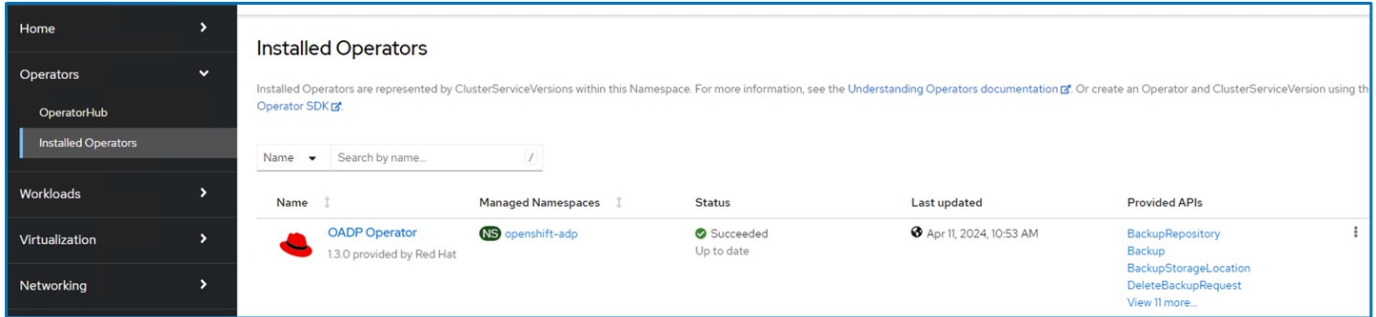 Home
Operators
OperatorHub
Installed Operators
Workloads
Virtualization
Networking
Installed Operators
Installed Operators are represented by ClusterServiceVersions within this Namespace. For more information, see the Understanding Operators documentation. Or create an Operator and ClusterServiceVersion using th
Operator SDK.
Name Search by name... /
Name Managed Namespaces Status Last updated Provided APIs
OADP Operator NS openshift-adp Succeeded Apr 11, 2024, 10:53 AM BackupRepository
1.3.0 provided by Red Hat Up to date Backup
BackupStorageLocation
DeleteBackupRequest
View 11 more...